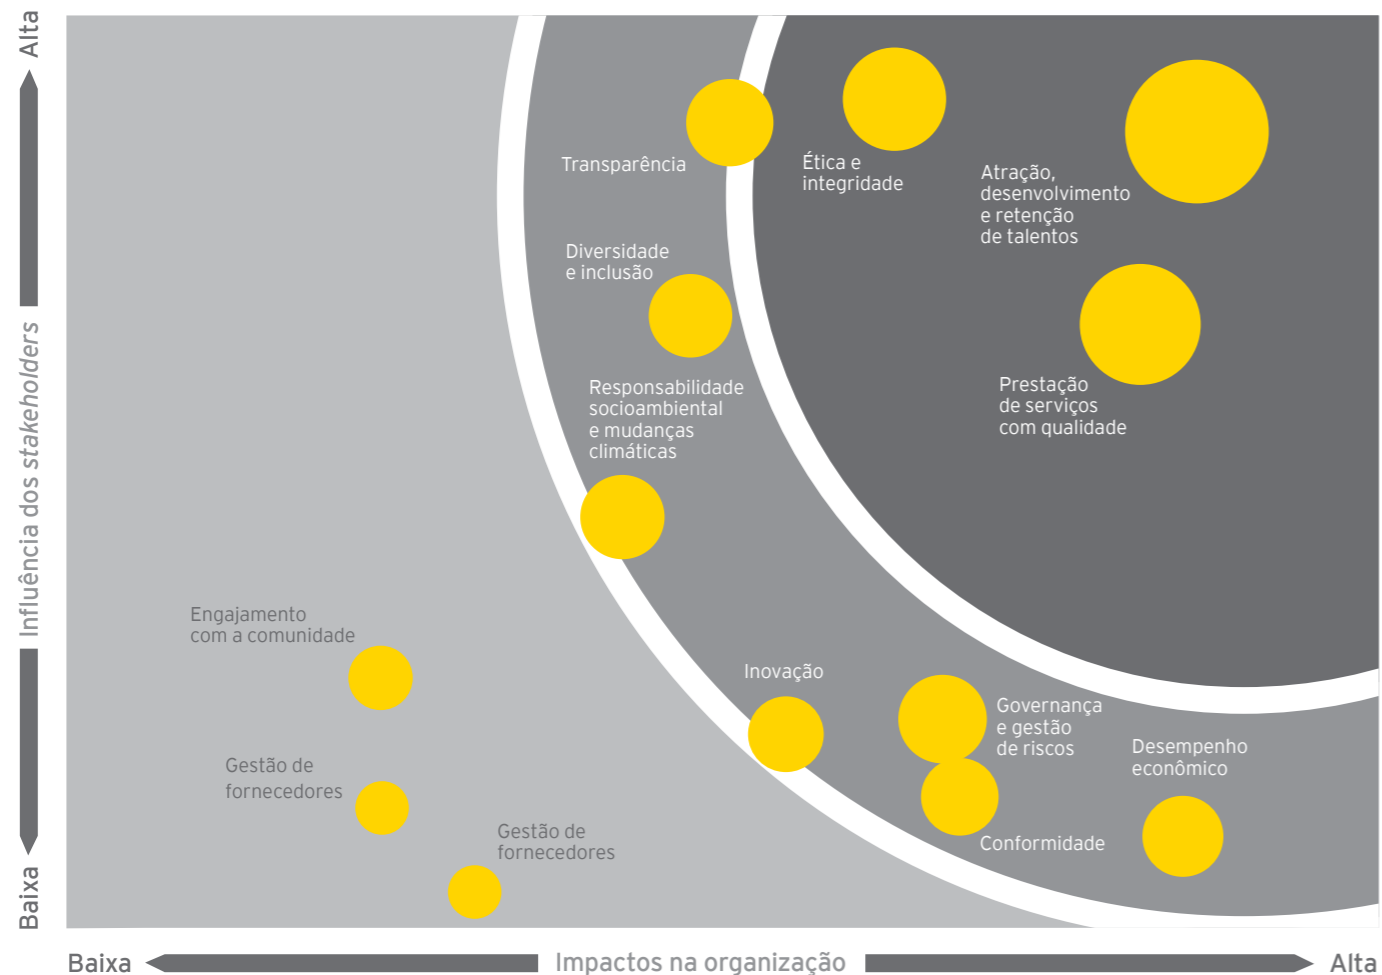 Alta
Influência dos stakeholders
Baixa
Transparência
Ética e
integridade
Atração,
desenvolvimento
e retenção
de talentos
Diversidade
e inclusão
Prestação
de serviços
com qualidade
Responsabilidade
socioambiental
e mudanças
climáticas
Engajamento
com a comunidade
Inovação
Governança
e gestão
de riscos
Desempenho
econômico
Gestão de
fornecedores
Gestão de
fornecedores
Conformidade
Baixa
Impactos na organização
Alta